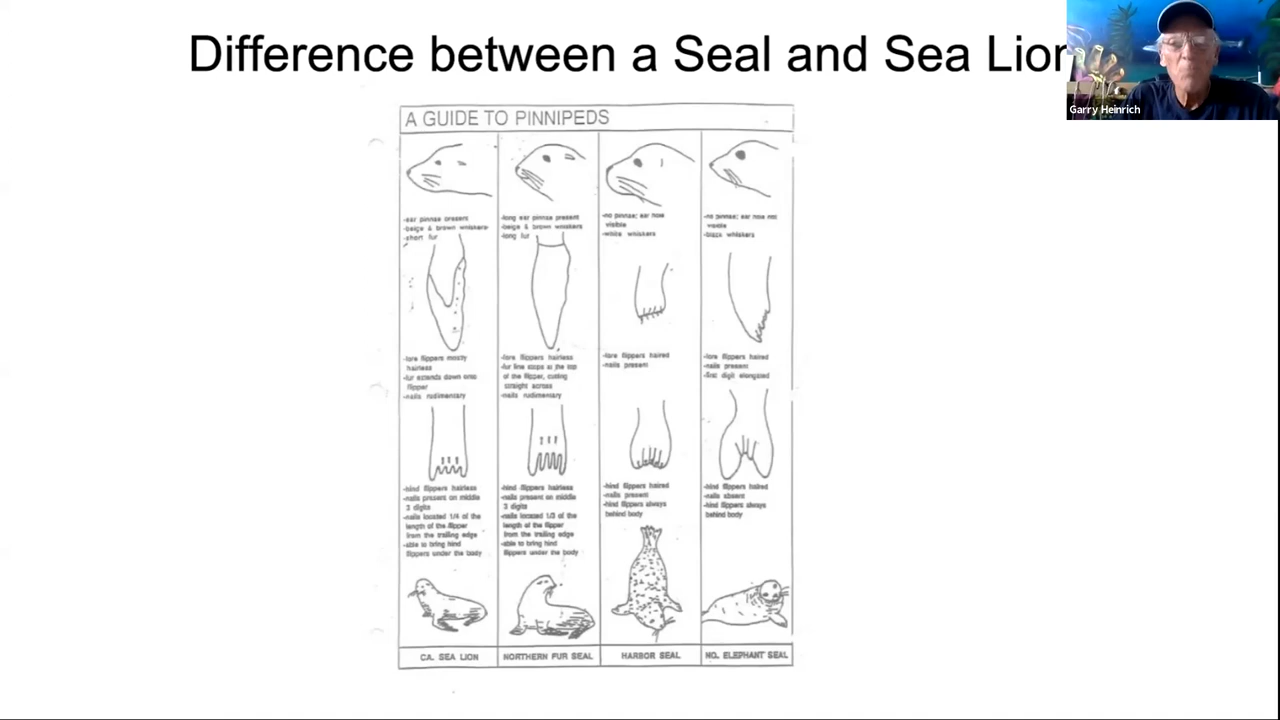 Difference between a Seal and Sea Lion
Garry Heinrich
A GUIDE TO PINNIPEDS
-ear pinnae present
-beige & brown whiskers
-short fur
-long ear pinnae present
-beige & brown whiskers
-long fur
-no pinnae; ear hole
visible
-white whiskers
-no pinnae; ear hole not
visible
-black whiskers
-fore flippers mostly
hairless
-fur extends down onto
flipper
-nails rudimentary
-fore flippers hairless
-fur line stops at the top
of the flipper, cutting
straight across
-nails rudimentary
-fore flippers haired
-nails present
-fore flippers haired
-nails present
-first digit elongated
-hind flippers hairless
-nails present on middle
3 digits
-nails located 1/4 of the
length of the flipper
from the trailing edge
-able to bring hind
flippers under the body
-hind flippers hairless
-nails present on middle
3 digits
-nails located 1/3 of the
length of the flipper
from the trailing edge
-able to bring hind
flippers under the body
-hind flippers haired
-nails present
-hind flippers always
behind body
-hind flippers haired
-nails absent
-hind flippers always
behind body
CA. SEA LION
NORTHERN FUR SEAL
HARBOR SEAL
NO. ELEPHANT SEAL